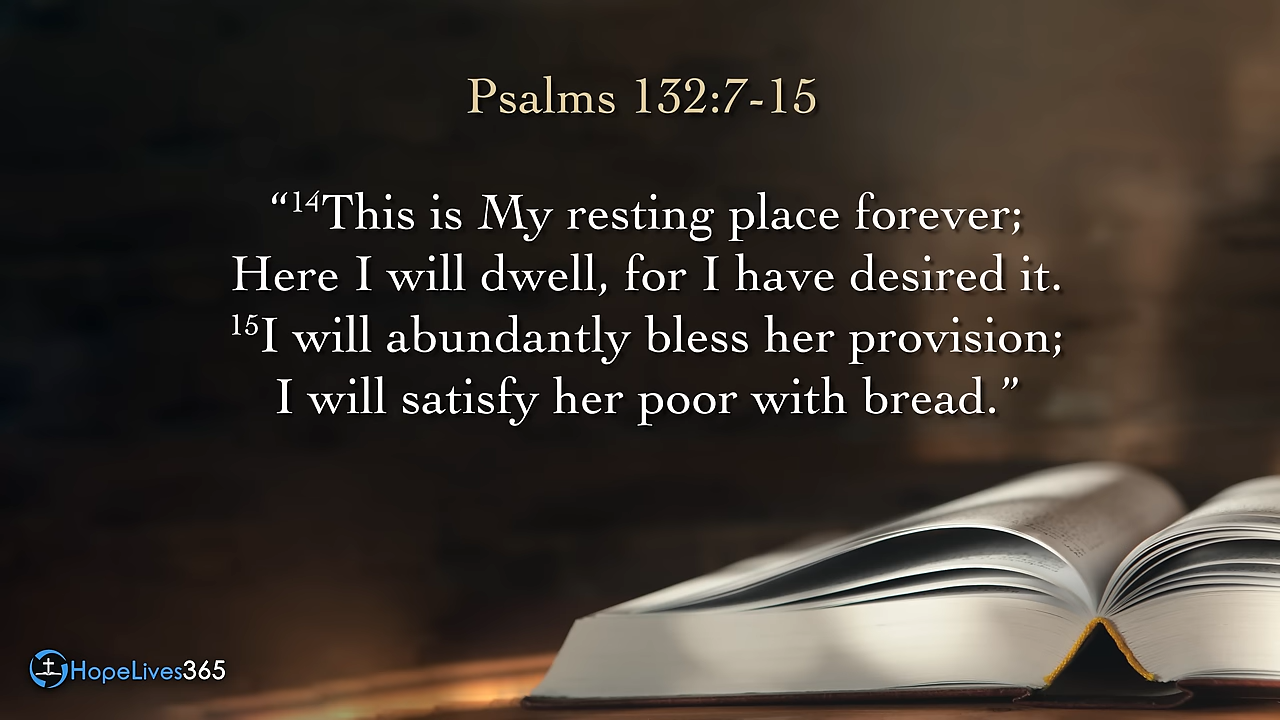 Psalms 132:7-15
“¹⁴This is My resting place forever;
Here I will dwell, for I have desired it.
¹⁵I will abundantly bless her provision;
I will satisfy her poor with bread.”
HopeLives365